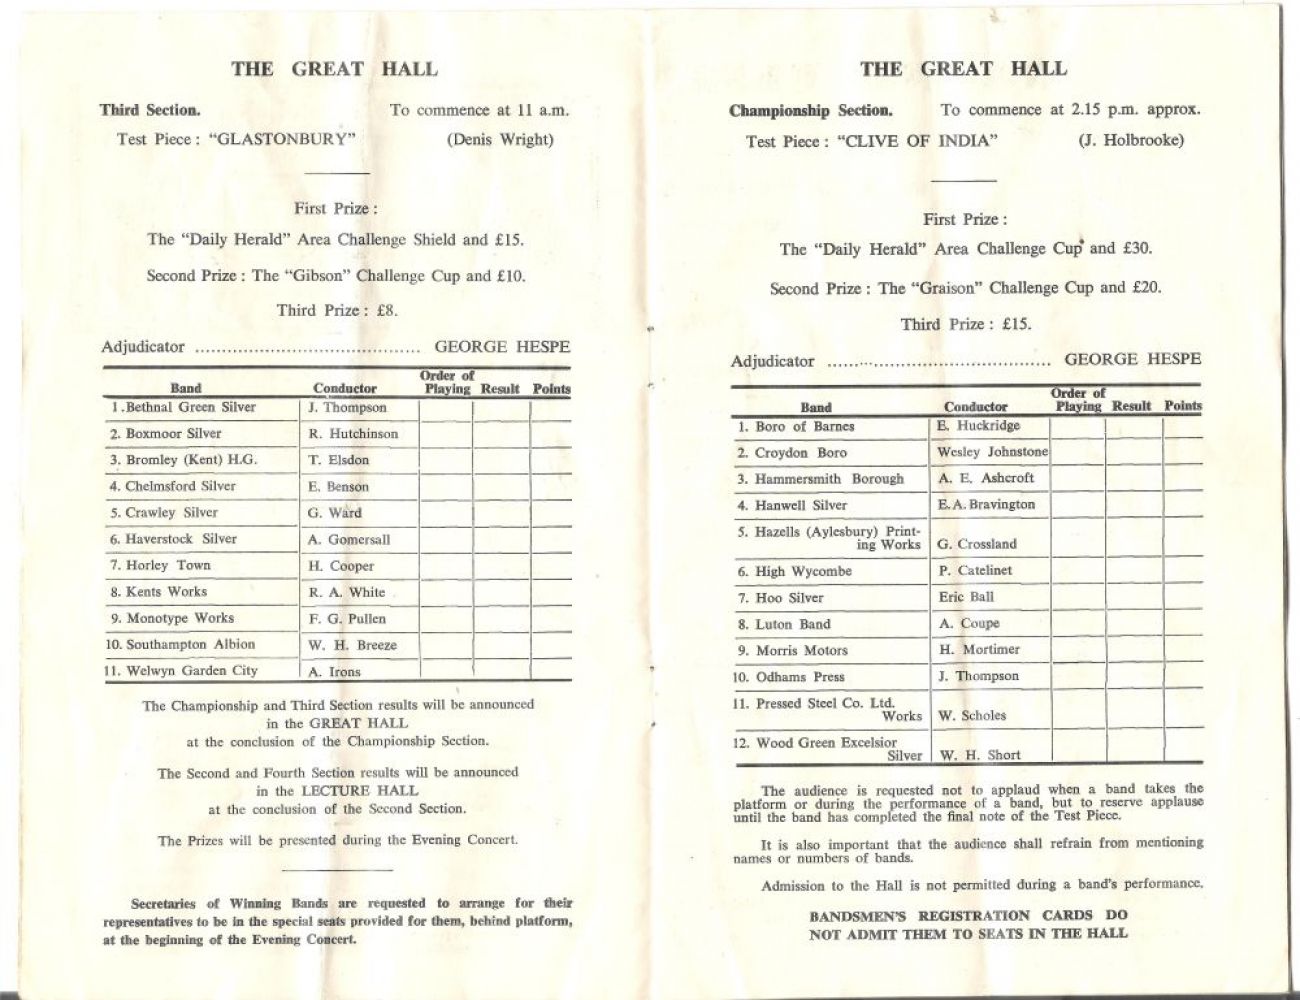 THE GREAT HALL
Third Section. To commence at 11 a.m.
Test Piece : "GLASTONBURY" (Denis Wright)
First Prize :
The "Daily Herald" Area Challenge Shield and £15.
Second Prize : The "Gibson" Challenge Cup and £10.
Third Prize : £8.
Adjudicator ........................................... GEORGE HESPE
Band Conductor Order of Playing Result Points
1. Bethnal Green Silver J. Thompson
2. Boxmoor Silver R. Hutchinson
3. Bromley (Kent) H.G. T. Elsdon
4. Chelmsford Silver E. Benson
5. Crawley Silver G. Ward
6. Haverstock Silver A. Gomersall
7. Horley Town H. Cooper
8. Kents Works R. A. White
9. Monotype Works F. G. Pullen
10. Southampton Albion W. H. Breeze
11. Welwyn Garden City A. Irons
The Championship and Third Section results will be announced
in the GREAT HALL
at the conclusion of the Championship Section.
The Second and Fourth Section results will be announced
in the LECTURE HALL
at the conclusion of the Second Section.
The Prizes will be presented during the Evening Concert.
Secretaries of Winning Bands are requested to arrange for their
representatives to be in the special seats provided for them, behind platform,
at the beginning of the Evening Concert.
THE GREAT HALL
Championship Section. To commence at 2.15 p.m. approx.
Test Piece : "CLIVE OF INDIA" (J. Holbrooke)
First Prize :
The "Daily Herald" Area Challenge Cup and £30.
Second Prize : The "Graison" Challenge Cup and £20.
Third Prize : £15.
Adjudicator ........................................... GEORGE HESPE
Band Conductor Order of Playing Result Points
1. Boro of Barnes E. Huckridge
2. Croydon Boro Wesley Johnstone
3. Hammersmith Borough A. E. Ashcroft
4. Hanwell Silver E. A. Bravington
5. Hazells (Aylesbury) Print-
ing Works G. Crossland
6. High Wycombe P. Catelinet
7. Hoo Silver Eric Ball
8. Luton Band A. Coupe
9. Morris Motors H. Mortimer
10. Odhams Press J. Thompson
11. Pressed Steel Co. Ltd.
Works W. Scholes
12. Wood Green Excelsior
Silver W. H. Short
The audience is requested not to applaud when a band takes the
platform or during the performance of a band, but to reserve applause
until the band has completed the final note of the Test Piece.
It is also important that the audience shall refrain from mentioning
names or numbers of bands.
Admission to the Hall is not permitted during a band's performance.
BANDSMEN'S REGISTRATION CARDS DO
NOT ADMIT THEM TO SEATS IN THE HALL